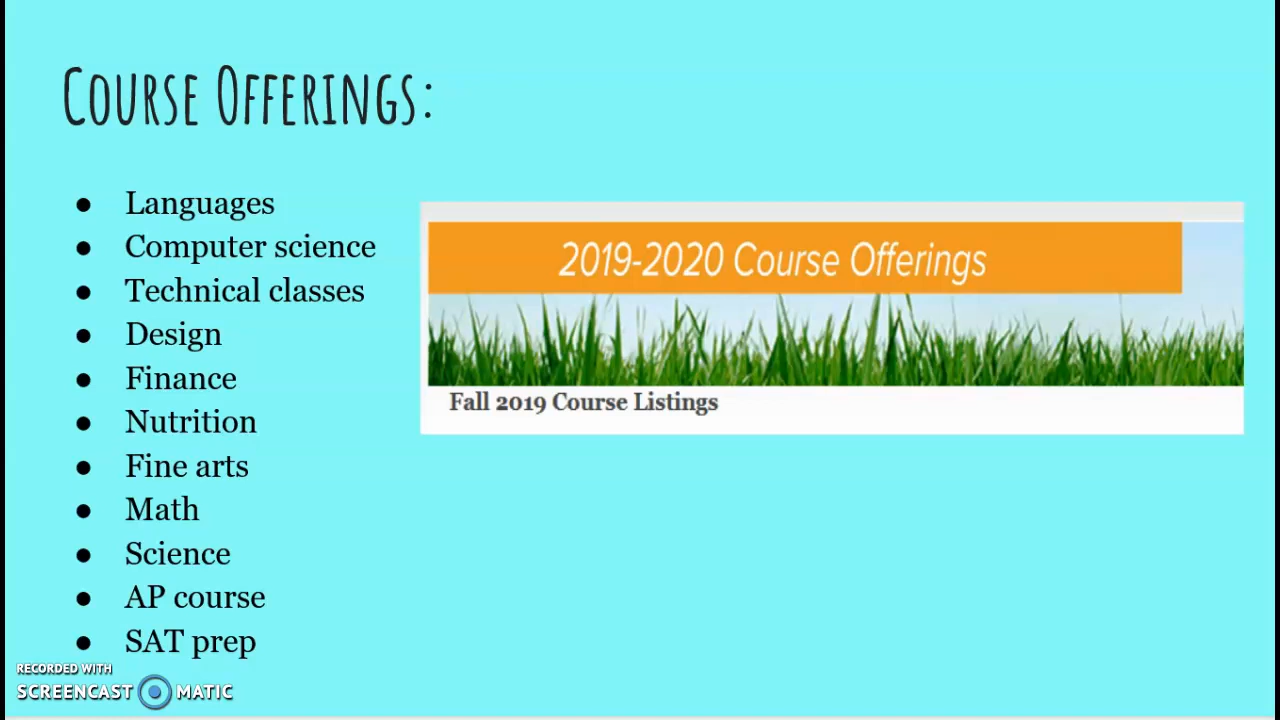 COURSE OFFERINGS:
● Languages
● Computer science
● Technical classes
● Design
● Finance
● Nutrition
● Fine arts
● Math
● Science
● AP course
● SAT prep
2019-2020 Course Offerings
Fall 2019 Course Listings
RECORDED WITH
SCREENCAST MATIC